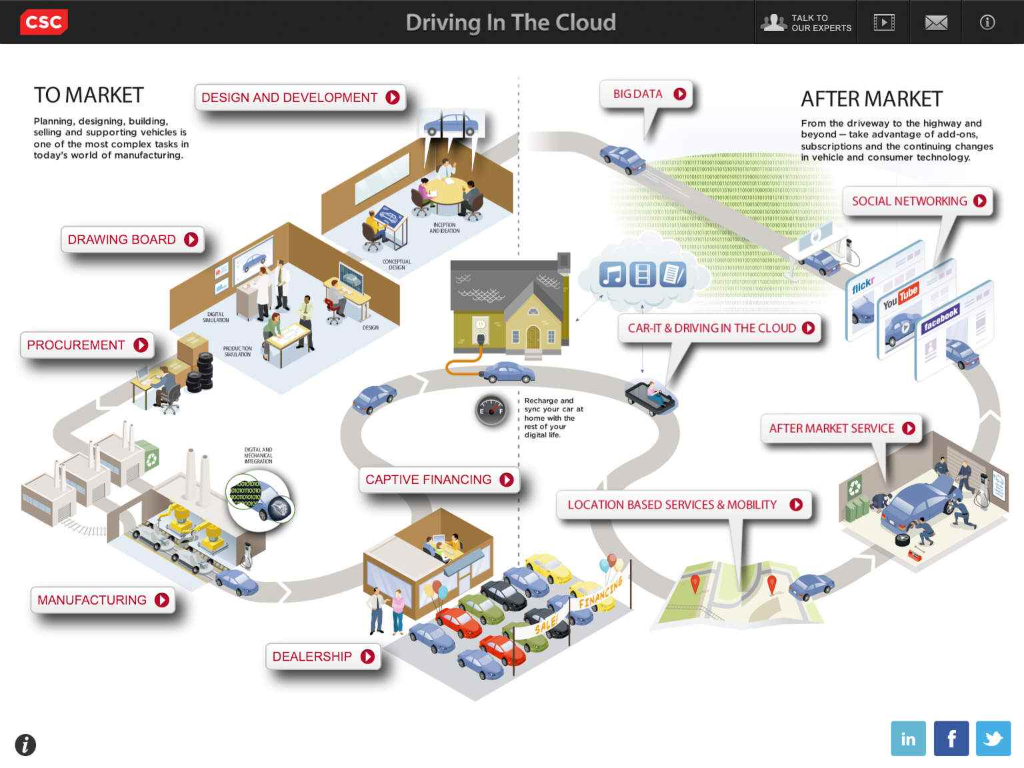 CSC
Driving In The Cloud
TALK TO
OUR EXPERTS
TO MARKET
Planning, designing, building,
selling and supporting vehicles is
one of the most complex tasks in
today's world of manufacturing.
DESIGN AND DEVELOPMENT
BIG DATA
AFTER MARKET
From the driveway to the highway and
beyond — take advantage of add-ons,
subscriptions and the continuing changes
in vehicle and consumer technology.
SOCIAL NETWORKING
DRAWING BOARD
INCEPTION
AND IDEATION
CONCEPTUAL
DESIGN
DIGITAL
SIMULATION
PRODUCTION
SIMULATION
DESIGN
flickr
YouTube
facebook
PROCUREMENT
CAR-IT & DRIVING IN THE CLOUD
E F
Recharge and
sync your car at
home with the
rest of your
digital life.
AFTER MARKET SERVICE
DIGITAL AND
MECHANICAL
INTEGRATION
CAPTIVE FINANCING
LOCATION BASED SERVICES & MOBILITY
MANUFACTURING
SALE!
FINANCING
DEALERSHIP
i
in
f